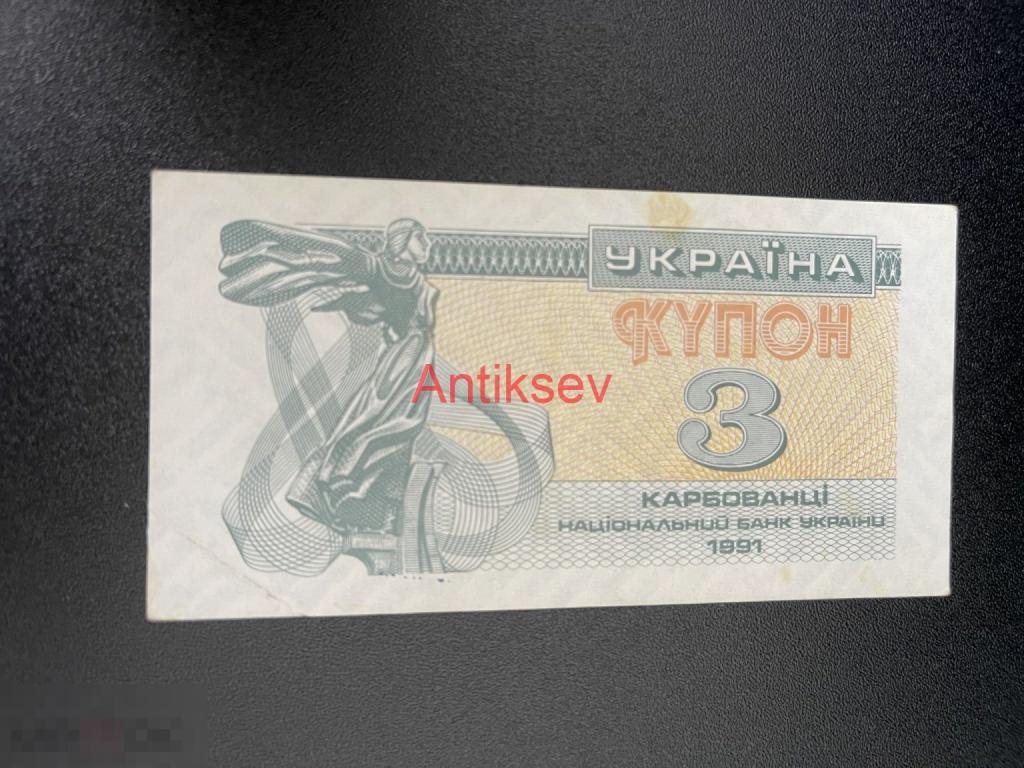 УКРАЇНА
КУПОН
Antiksev
3
КАРБОВАНЦІ
НАЦІОНАЛЬНИЙ БАНК УКРАЇНИ
1991